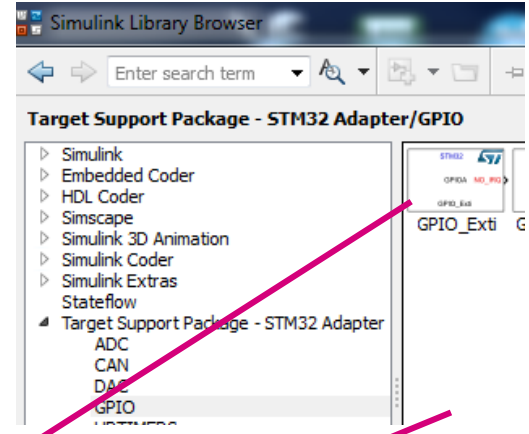 Simulink Library Browser
Enter search term
Target Support Package - STM32 Adapter/GPIO
Simulink
Embedded Coder
HDL Coder
Simscape
Simulink 3D Animation
Simulink Coder
Simulink Extras
Stateflow
Target Support Package - STM32 Adapter
ADC
CAN
DAC
GPIO
STM32
GPIOA NO_IRQ
GPIO_Exti
GPIO_Exti G